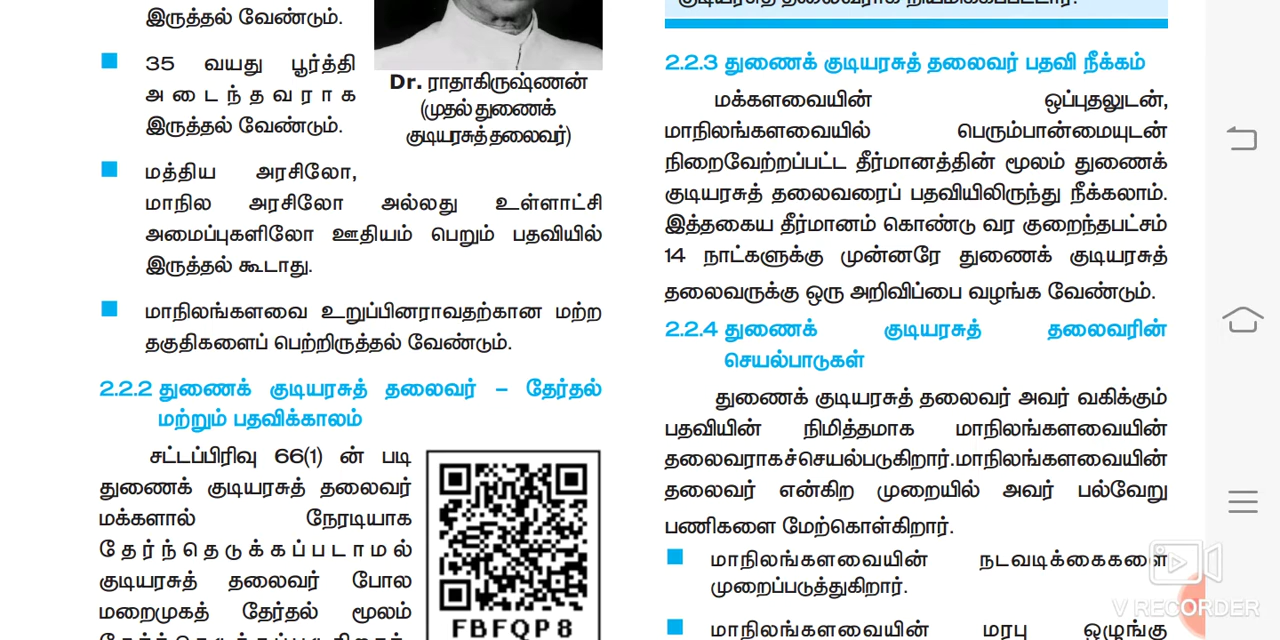 இருத்தல் வேண்டும்.
35 வயது பூர்த்தி
அடைந்தவராக
இருத்தல் வேண்டும்.
Dr. ராதாகிருஷ்ணன்
(முதல் துணைக்
குடியரசுத்தலைவர்)
மத்திய அரசிலோ,
மாநில அரசிலோ அல்லது உள்ளாட்சி
அமைப்புகளிலோ ஊதியம் பெறும் பதவியில்
இருத்தல் கூடாது.
மாநிலங்களவை உறுப்பினராவதற்கான மற்ற
தகுதிகளைப் பெற்றிருத்தல் வேண்டும்.
2.2.2 துணைக் குடியரசுத் தலைவர் – தேர்தல்
மற்றும் பதவிக்காலம்
சட்டப்பிரிவு 66(1) ன் படி
துணைக் குடியரசுத் தலைவர்
மக்களால் நேரடியாக
தேர்ந்தெடுக்கப்படாமல்
குடியரசுத் தலைவர் போல
மறைமுகத் தேர்தல் மூலம்
FBFQP8
2.2.3 துணைக் குடியரசுத் தலைவர் பதவி நீக்கம்
மக்களவையின் ஒப்புதலுடன்,
மாநிலங்களவையில் பெரும்பான்மையுடன்
நிறைவேற்றப்பட்ட தீர்மானத்தின் மூலம் துணைக்
குடியரசுத் தலைவரைப் பதவியிலிருந்து நீக்கலாம்.
இத்தகைய தீர்மானம் கொண்டு வர குறைந்தபட்சம்
14 நாட்களுக்கு முன்னரே துணைக் குடியரசுத்
தலைவருக்கு ஒரு அறிவிப்பை வழங்க வேண்டும்.
2.2.4 துணைக் குடியரசுத் தலைவரின்
செயல்பாடுகள்
துணைக் குடியரசுத் தலைவர் அவர் வகிக்கும்
பதவியின் நிமித்தமாக மாநிலங்களவையின்
தலைவராகச்செயல்படுகிறார்.மாநிலங்களவையின்
தலைவர் என்கிற முறையில் அவர் பல்வேறு
பணிகளை மேற்கொள்கிறார்.
மாநிலங்களவையின் நடவடிக்கைகளை
முறைப்படுத்துகிறார்.
மாநிலங்களவையின் மரபு ஒழுங்கு
V RECORDER